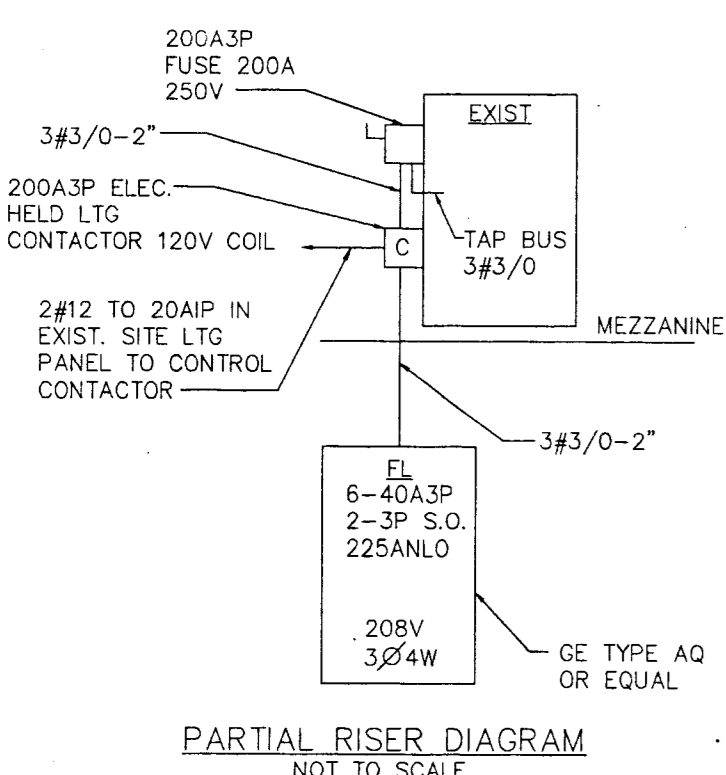 200A3P
FUSE 200A
250V
EXIST
3#3/0-2"
200A3P ELEC.
HELD LTG
CONTACTOR 120V COIL
C
TAP BUS
3#3/0
2#12 TO 20AIP IN
EXIST. SITE LTG
PANEL TO CONTROL
CONTACTOR
MEZZANINE
3#3/0-2"
FL
6-40A3P
2-3P S.O.
225ANLO
208V
3Ø4W
GE TYPE AQ
OR EQUAL
PARTIAL RISER DIAGRAM
NOT TO SCALE